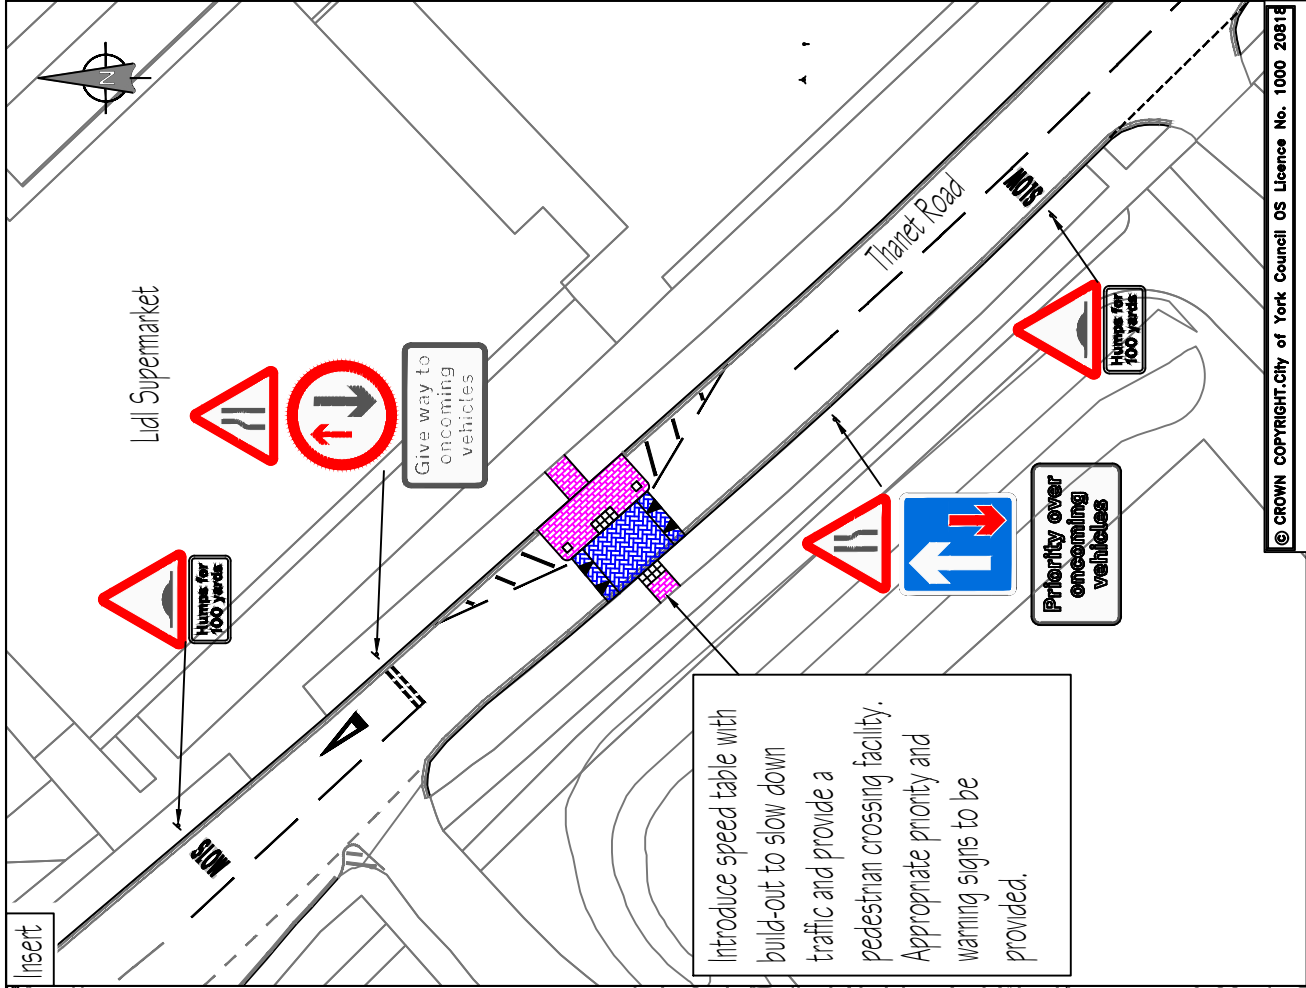 Insert
N
Lidl Supermarket
Humps for
100 yards
Give way to
oncoming
vehicles
SLOW
Thanet Road
SLOW
Humps for
100 yards
Priority over
oncoming
vehicles
Introduce speed table with
build-out to slow down
traffic and provide a
pedestrian crossing facility.
Appropriate priority and
warning signs to be
provided.
© CROWN COPYRIGHT.City of York Council OS Licence No. 1000 20818